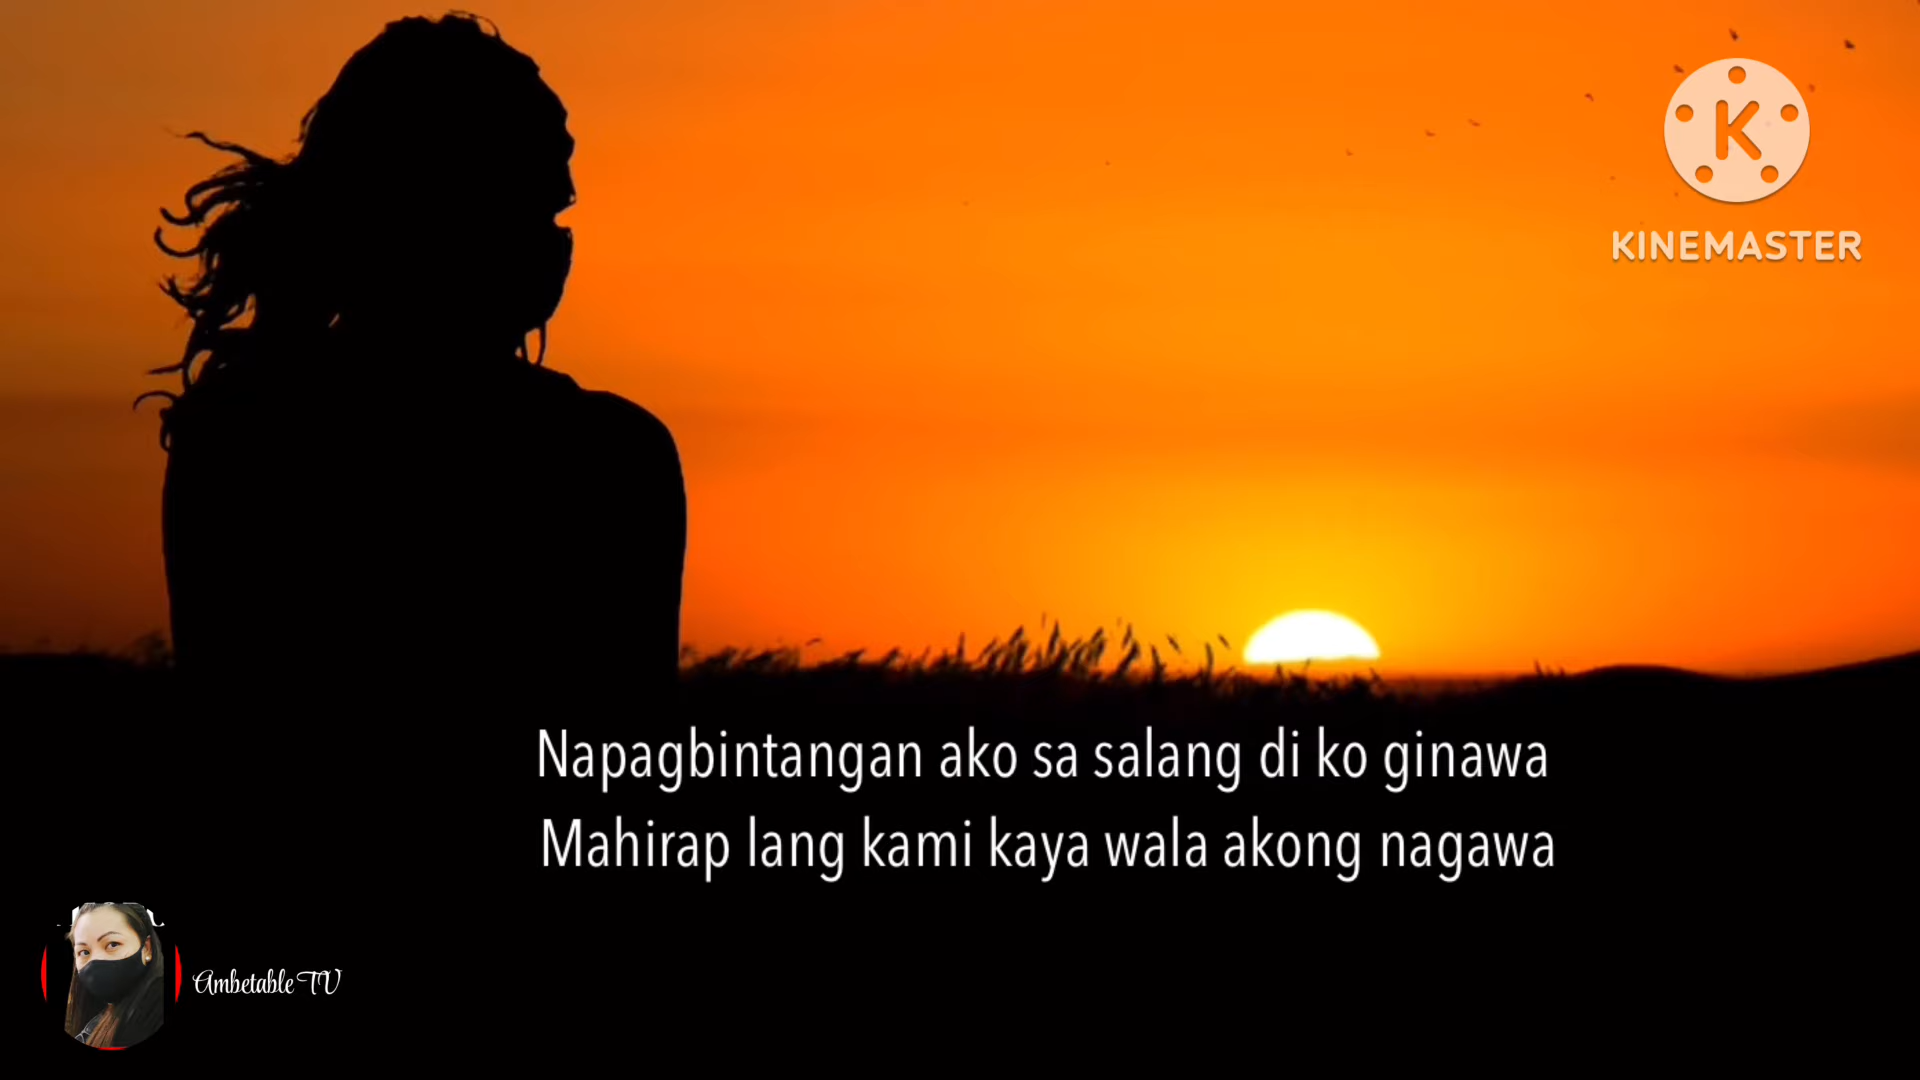 K
KINEMASTER
Napagbintangan ako sa salang di ko ginawa
Mahirap lang kami kaya wala akong nagawa
Ambetable TV